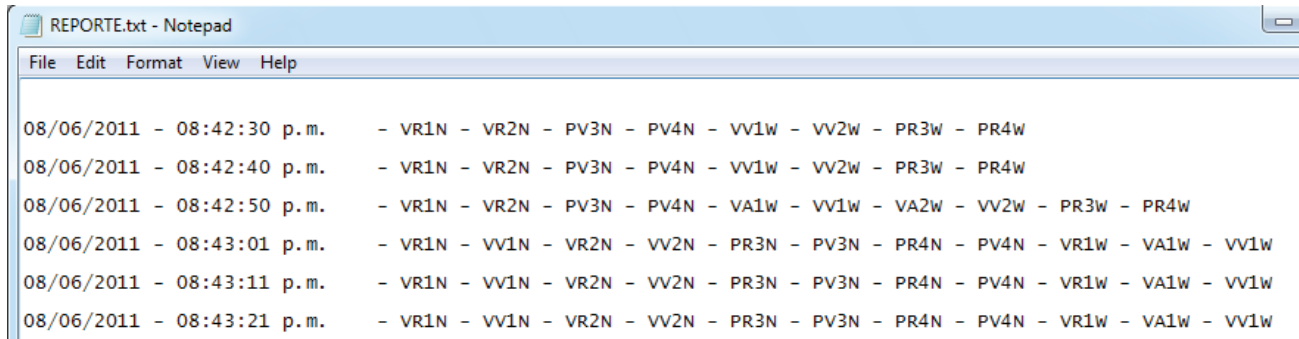 REPORTE.txt - Notepad
File Edit Format View Help
08/06/2011 - 08:42:30 p.m. - VR1N - VR2N - PV3N - PV4N - VV1W - VV2W - PR3W - PR4W
08/06/2011 - 08:42:40 p.m. - VR1N - VR2N - PV3N - PV4N - VV1W - VV2W - PR3W - PR4W
08/06/2011 - 08:42:50 p.m. - VR1N - VR2N - PV3N - PV4N - VA1W - VV1W - VA2W - VV2W - PR3W - PR4W
08/06/2011 - 08:43:01 p.m. - VR1N - VV1N - VR2N - VV2N - PR3N - PV3N - PR4N - PV4N - VR1W - VA1W - VV1W
08/06/2011 - 08:43:11 p.m. - VR1N - VV1N - VR2N - VV2N - PR3N - PV3N - PR4N - PV4N - VR1W - VA1W - VV1W
08/06/2011 - 08:43:21 p.m. - VR1N - VV1N - VR2N - VV2N - PR3N - PV3N - PR4N - PV4N - VR1W - VA1W - VV1W